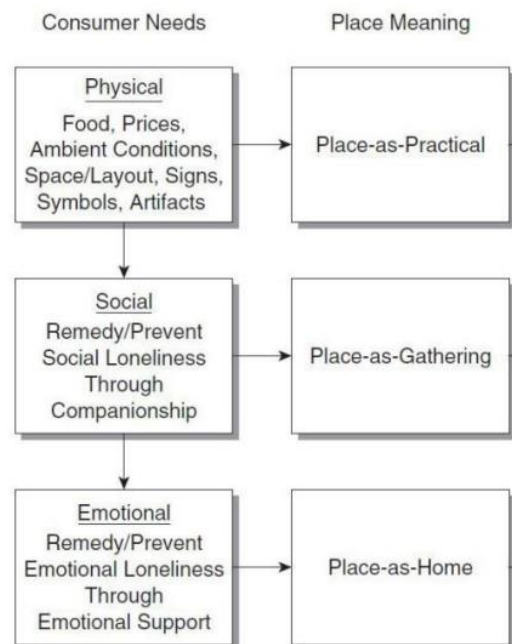 Consumer Needs
Place Meaning
Physical
Food, Prices,
Ambient Conditions,
Space/Layout, Signs,
Symbols, Artifacts
Place-as-Practical
Social
Remedy/Prevent
Social Loneliness
Through
Companionship
Place-as-Gathering
Emotional
Remedy/Prevent
Emotional Loneliness
Through
Emotional Support
Place-as-Home